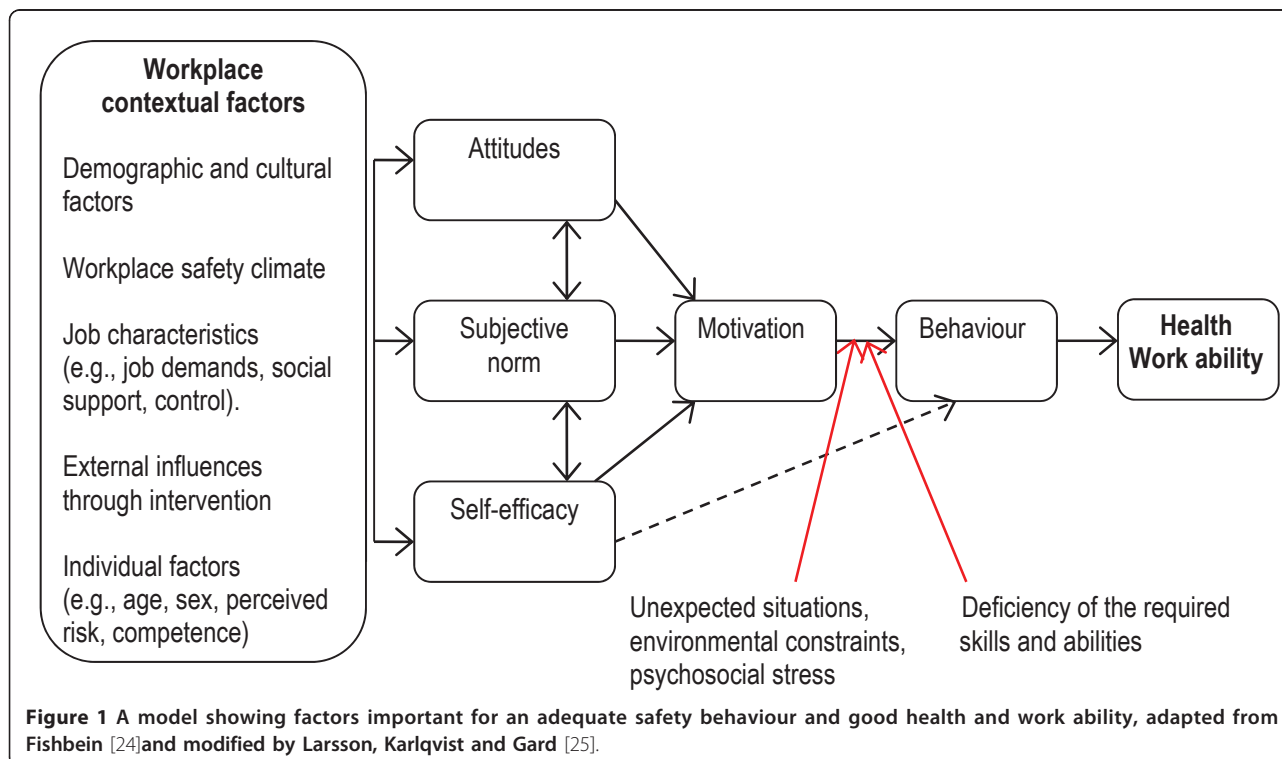 Workplace
contextual factors
Demographic and cultural
factors
Workplace safety climate
Job characteristics
(e.g., job demands, social
support, control).
External influences
through intervention
Individual factors
(e.g., age, sex, perceived
risk, competence)
Attitudes
Subjective
norm
Self-efficacy
Motivation
Behaviour
Health
Work ability
Unexpected situations,
environmental constraints,
psychosocial stress
Deficiency of the required
skills and abilities
Figure 1 A model showing factors important for an adequate safety behaviour and good health and work ability, adapted from
Fishbein [24]and modified by Larsson, Karlqvist and Gard [25].